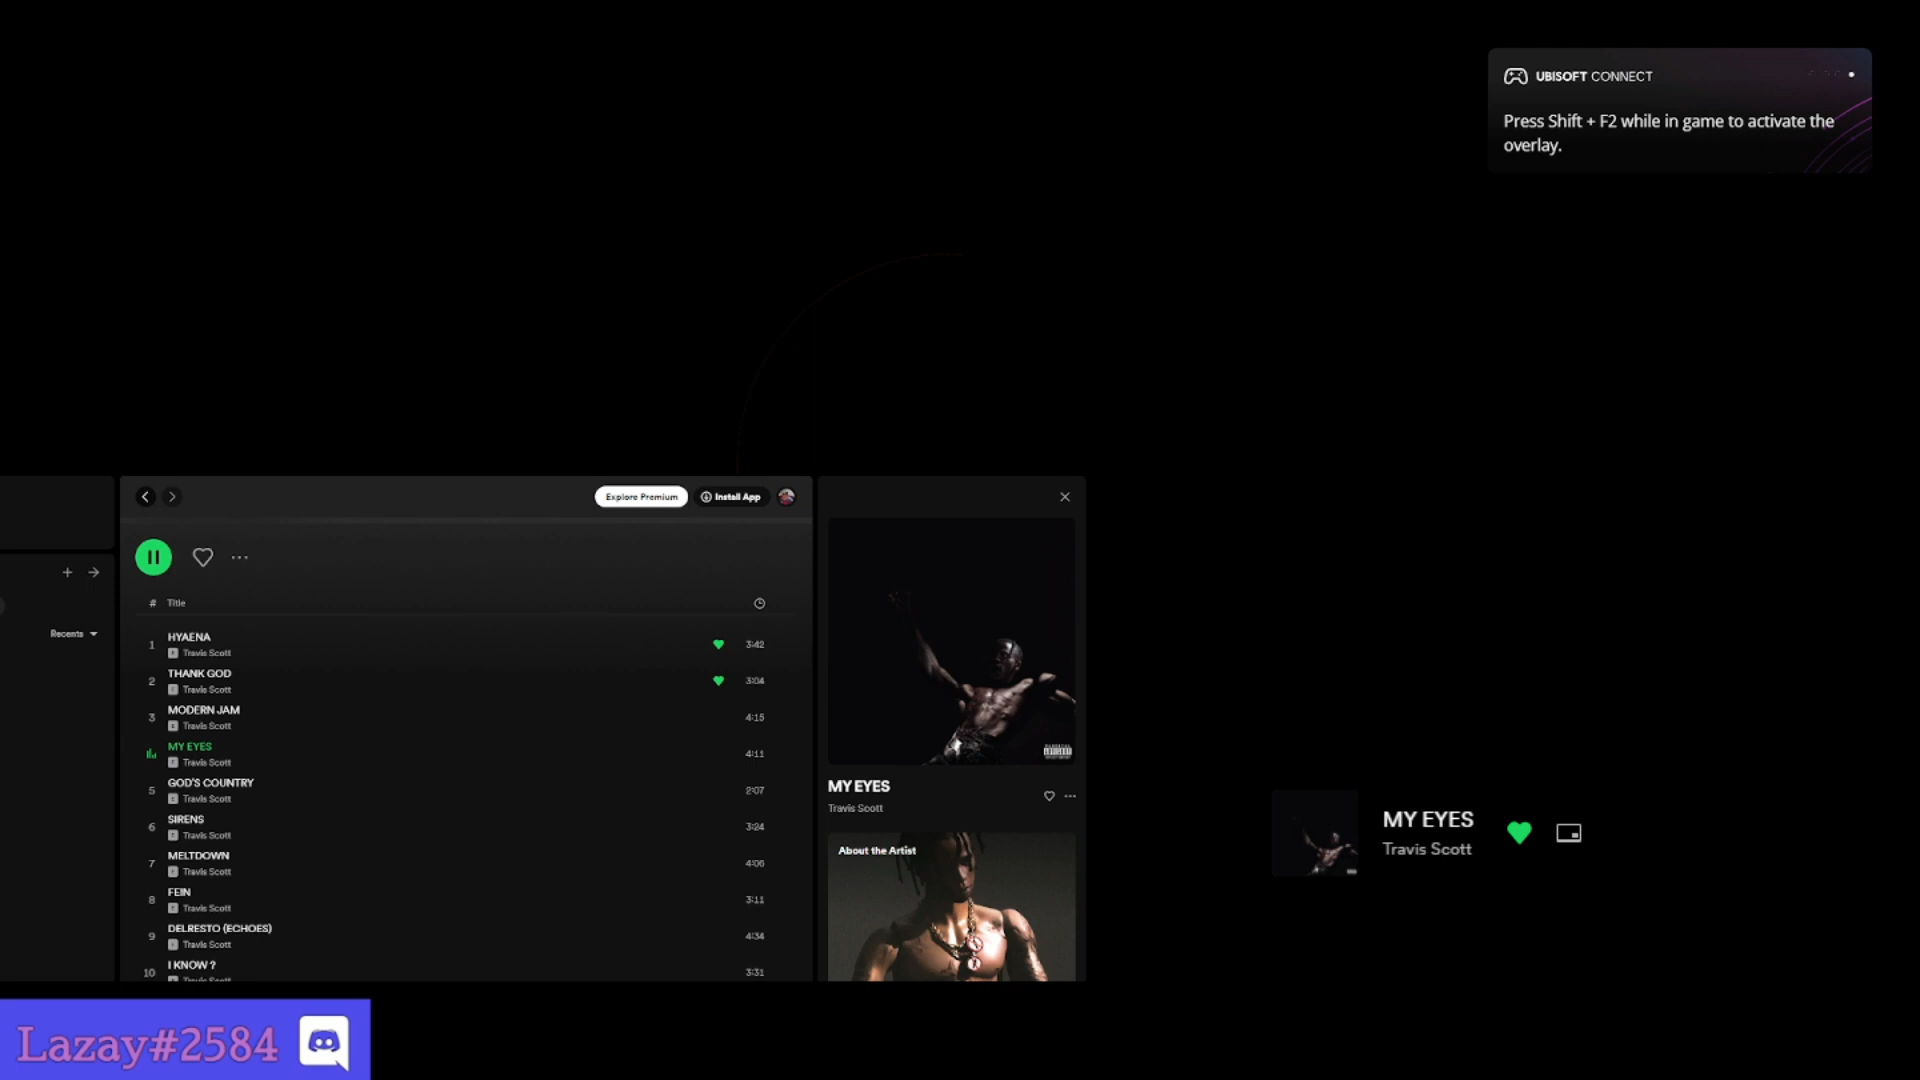 UBISOFT CONNECT
Press Shift + F2 while in game to activate the
overlay.
Explore Premium
Install App
# Title
Recents
1
HYAENA
E Travis Scott
3:42
2
THANK GOD
E Travis Scott
3:04
3
MODERN JAM
E Travis Scott
4:15
MY EYES
E Travis Scott
4:11
5
GOD'S COUNTRY
E Travis Scott
2:07
6
SIRENS
E Travis Scott
3:24
7
MELTDOWN
E Travis Scott
4:06
8
FEIN
E Travis Scott
3:11
9
DELRESTO (ECHOES)
E Travis Scott
4:34
10
I KNOW ?
E Travis Scott
3:31
MY EYES
Travis Scott
About the Artist
MY EYES
Travis Scott
Lazay#2584